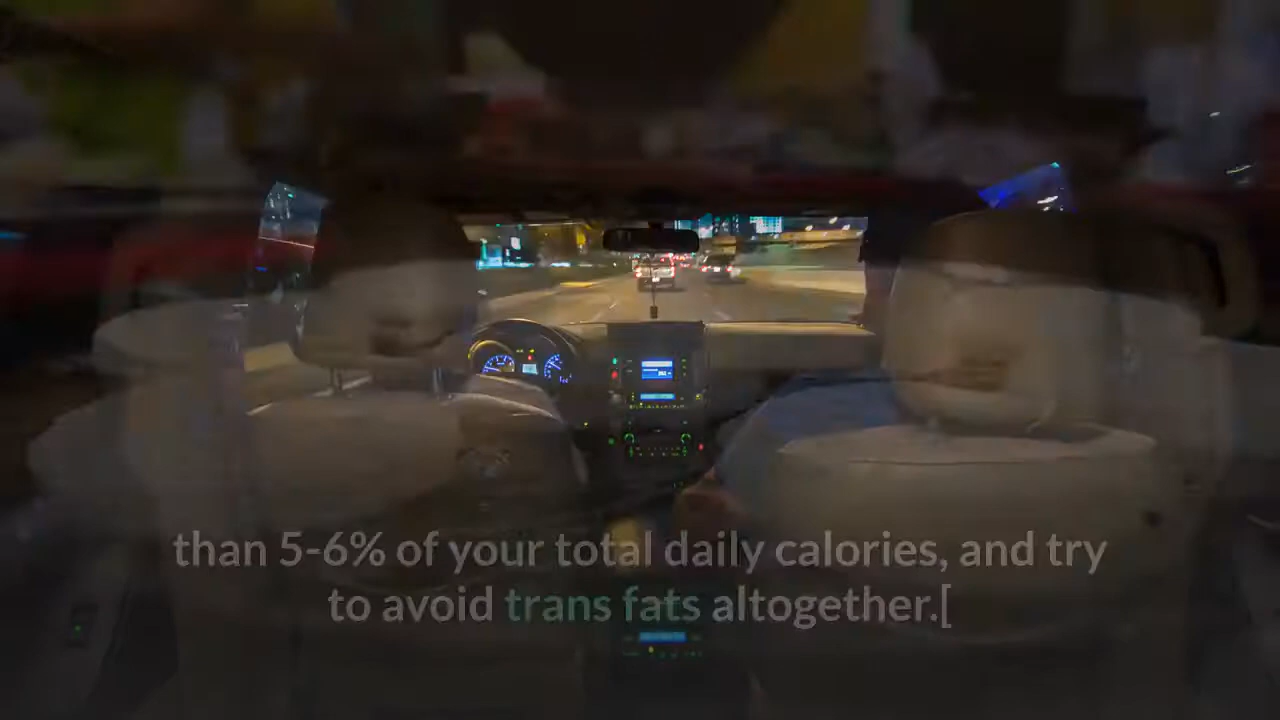 than 5-6% of your total daily calories, and try
to avoid trans fats altogether.[